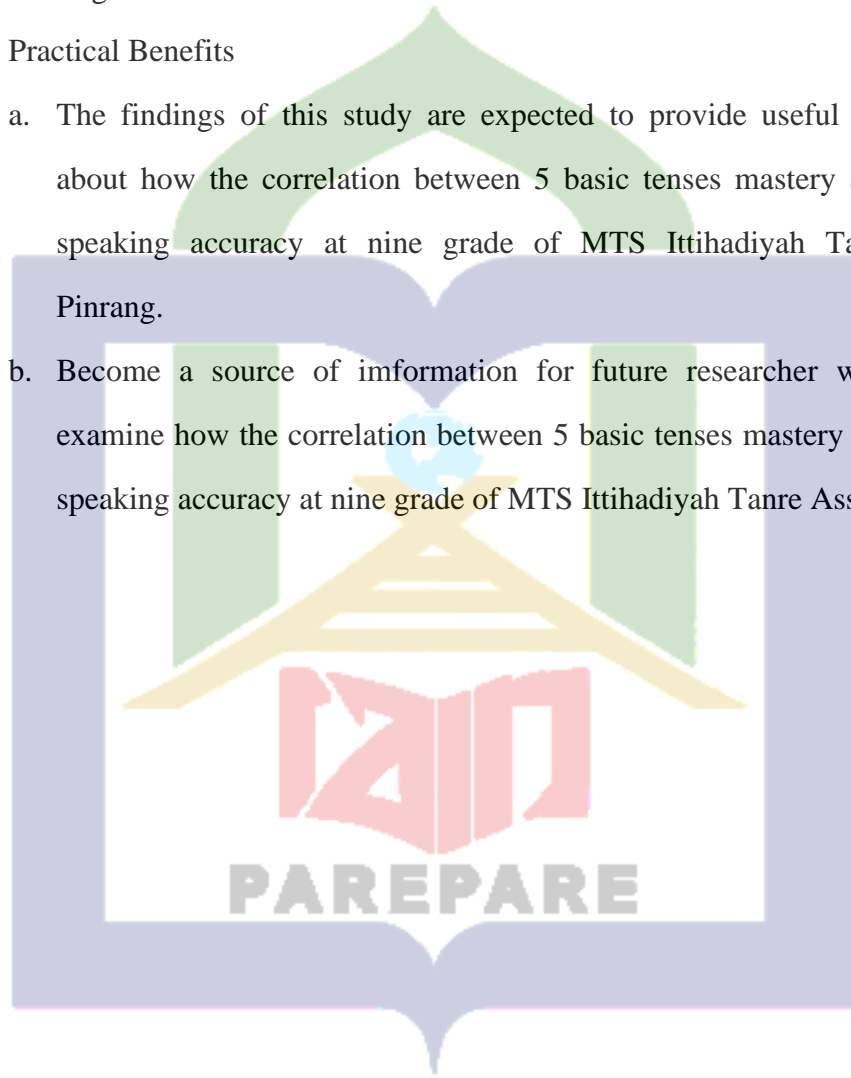 Practical Benefits
a. The findings of this study are expected to provide useful
about how the correlation between 5 basic tenses mastery
speaking accuracy at nine grade of MTS Ittihadiyah
Pinrang.
b. Become a source of imformation for future researcher
examine how the correlation between 5 basic tenses mastery
speaking accuracy at nine grade of MTS Ittihadiyah Tanre
PAREPARE